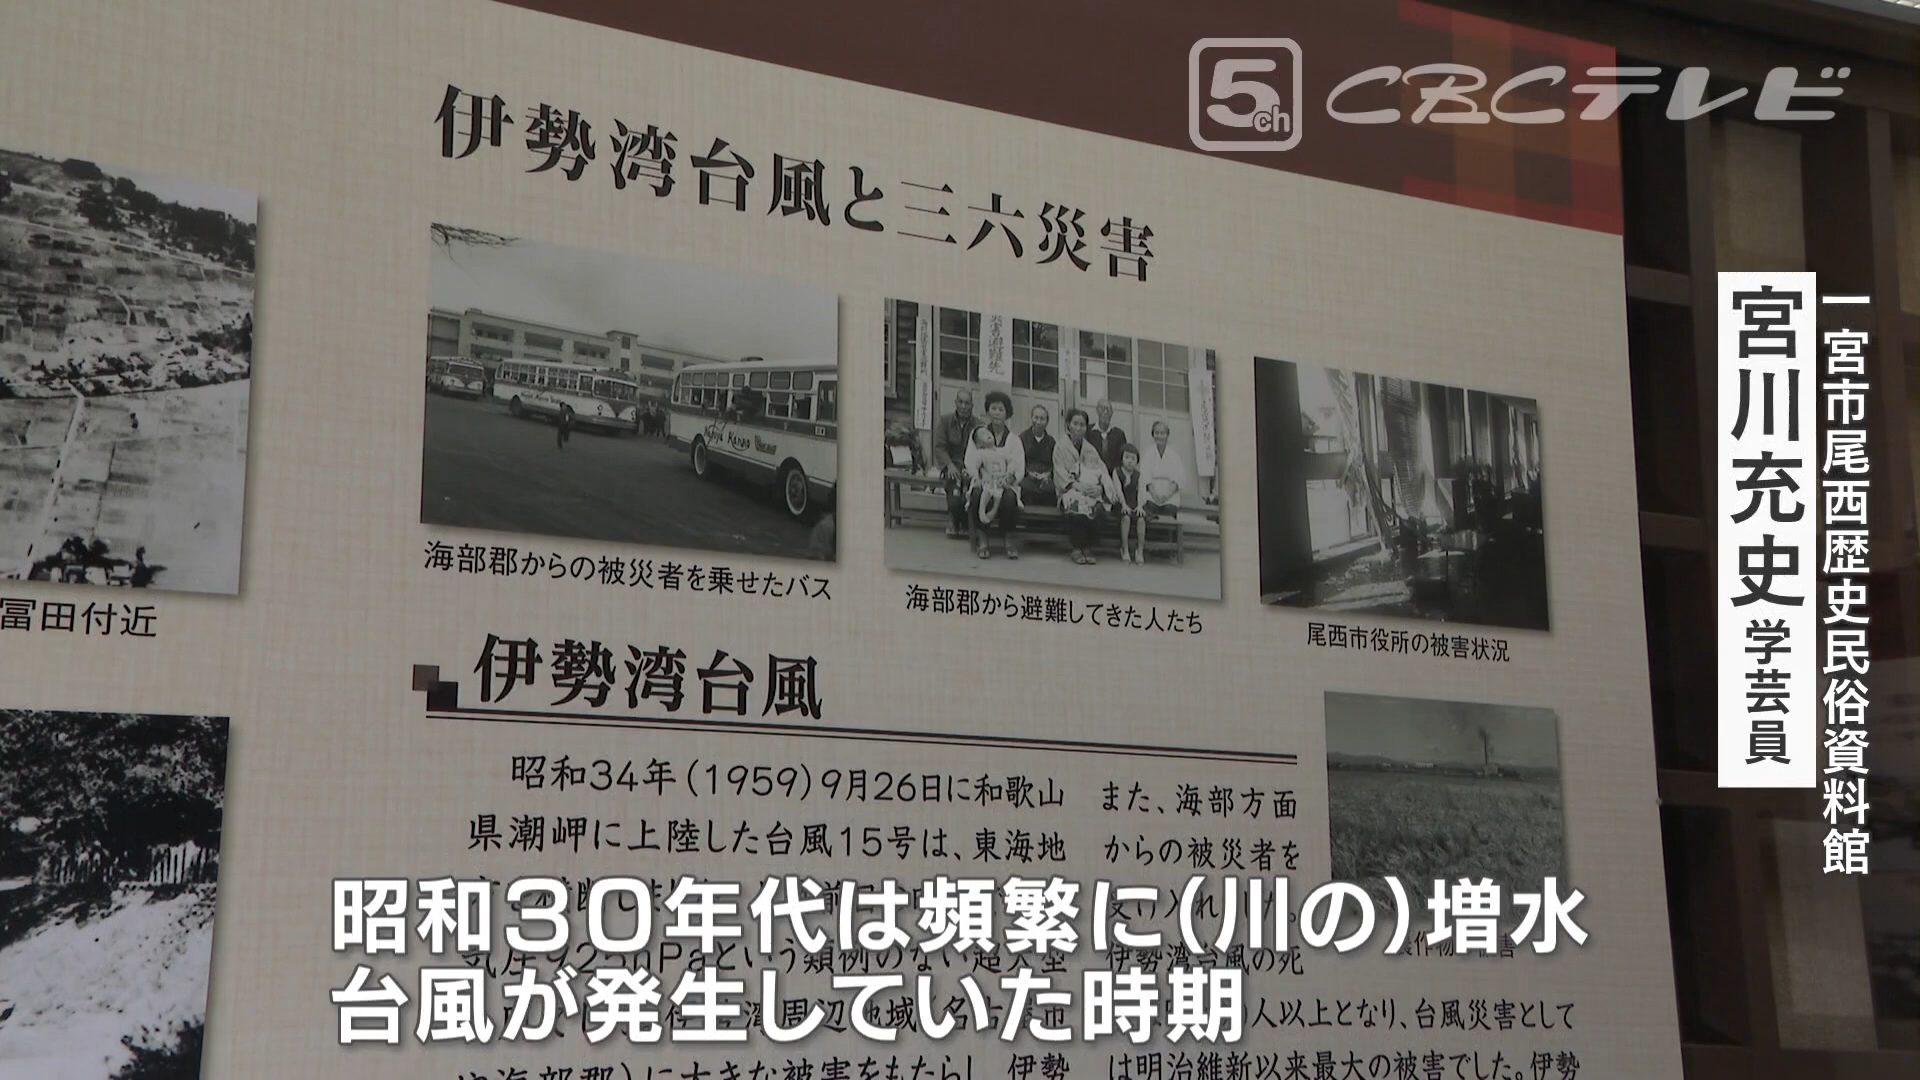 5ch CBCテレビ
伊勢湾台風と三六災害
海部郡からの被災者を乗せたバス
海部郡から避難してきた人たち
尾西市役所の被害状況
冨田付近
伊勢湾台風
昭和34年(1959)9月26日に和歌山
県潮岬に上陸した台風15号は、東海地
また、海部方面
からの被災者を
伊勢湾台風の死
人以上となり、台風災害として
は明治維新以来最大の被害でした。伊勢
一宮市尾西歴史民俗資料館
宮川充史 学芸員
昭和30年代は頻繁に(川の)増水
台風が発生していた時期